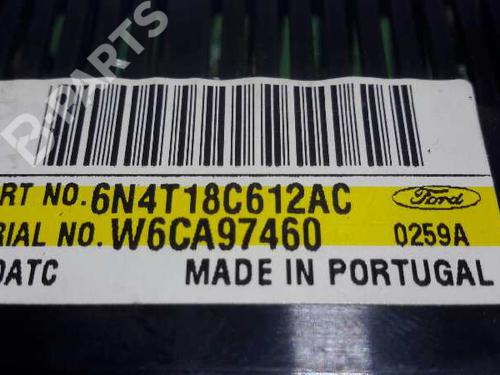 B-PARTS
RT NO. 6N4T18C612AC
Ford
RIAL NO. W6CA97460 0259A
DATC MADE IN PORTUGAL